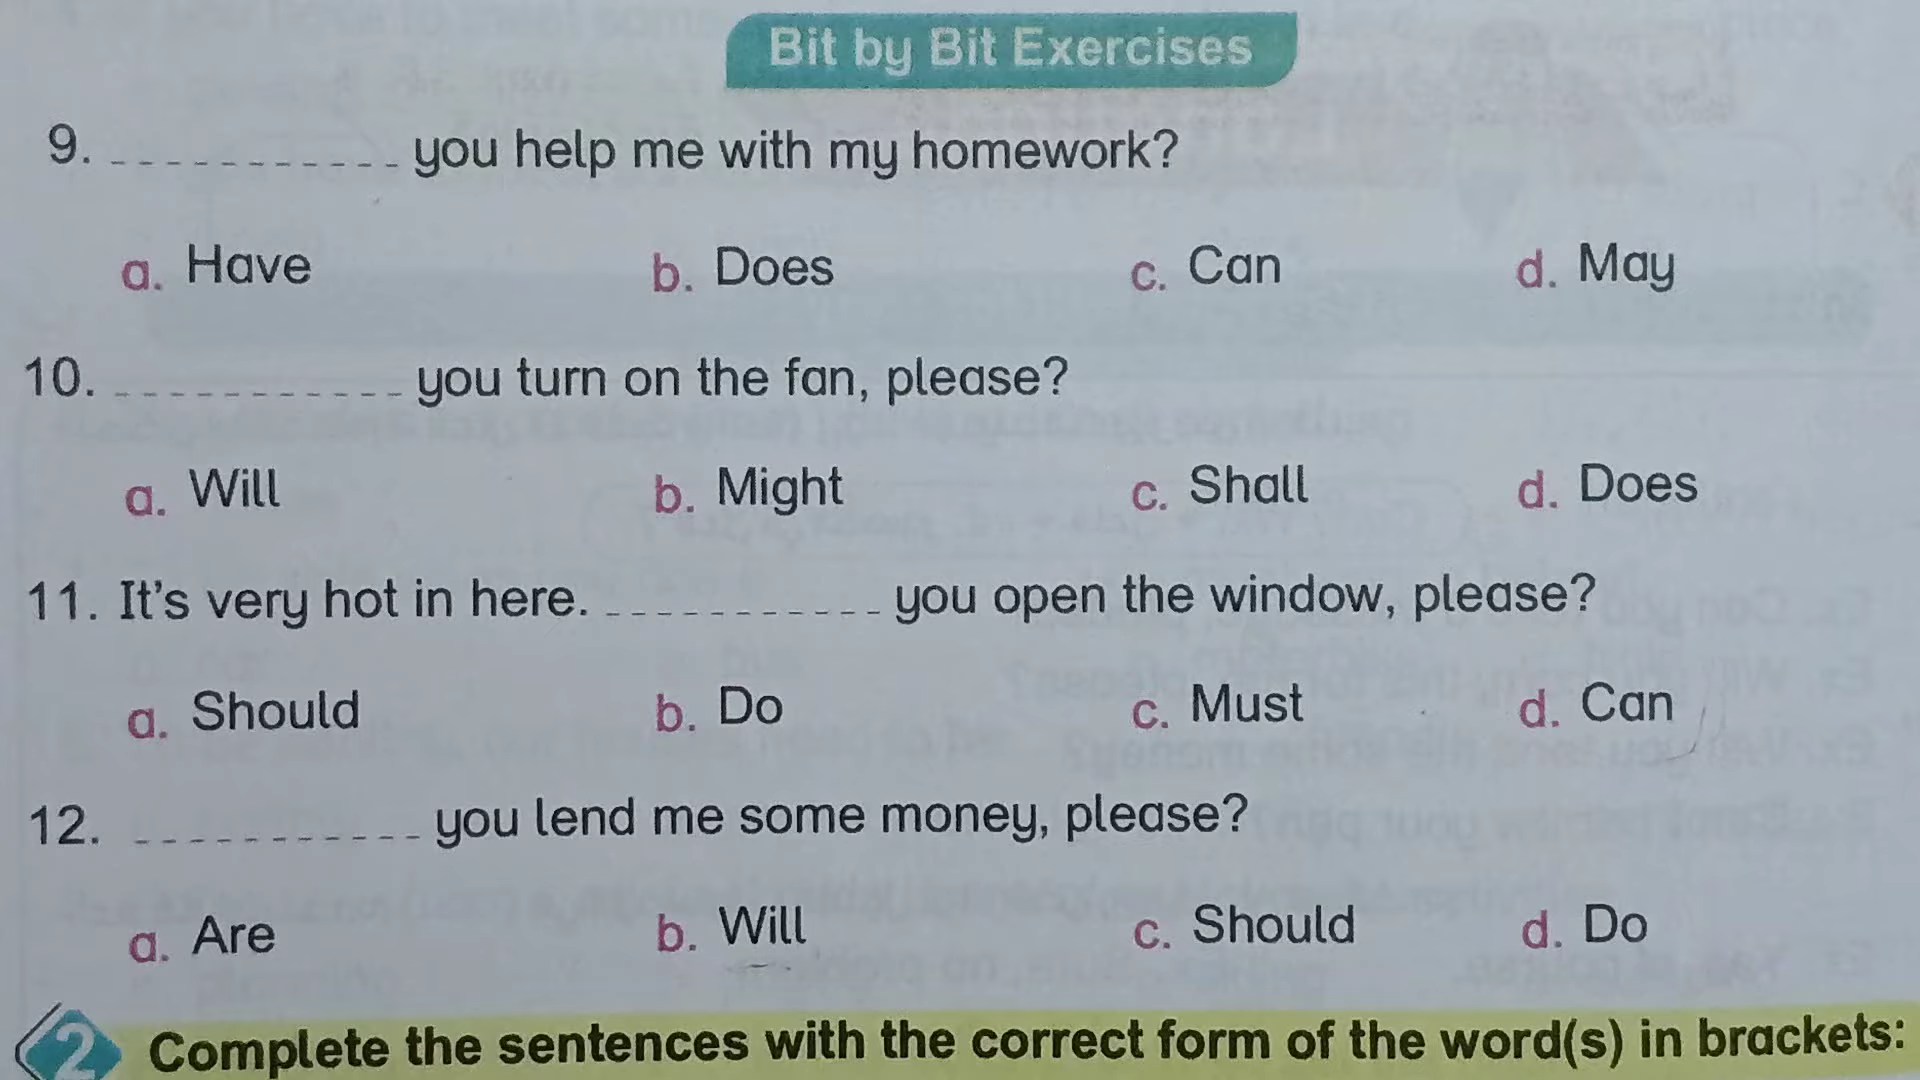 Bit by Bit Exercises
9. ___________ you help me with my homework?
a. Have b. Does c. Can d. May
10. ___________ you turn on the fan, please?
a. Will b. Might c. Shall d. Does
11. It's very hot in here. ___________ you open the window, please?
a. Should b. Do c. Must d. Can
12. ___________ you lend me some money, please?
a. Are b. Will c. Should d. Do
2 Complete the sentences with the correct form of the word(s) in brackets: